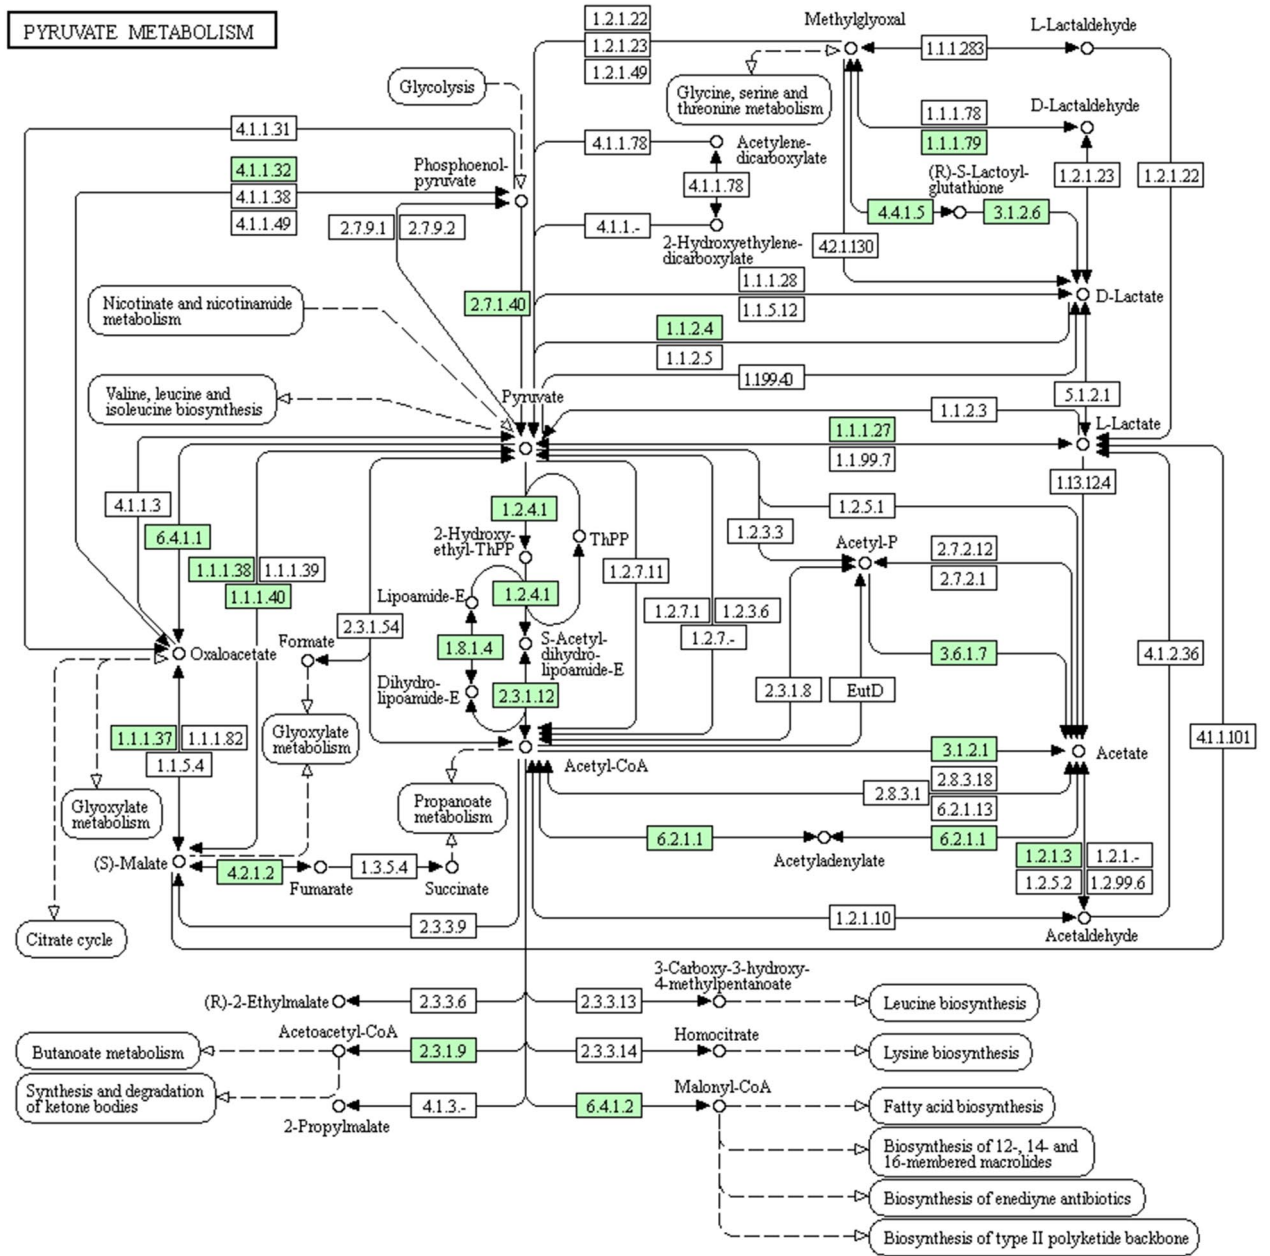 PYRUVATE METABOLISM
1.2.1.22
1.2.1.23
1.2.1.49
Methylglyoxal
1.1.1.283
L-Lactaldehyde
Glycolysis
Glycine, serine and
threonine metabolism
1.1.1.78
1.1.1.79
D-Lactaldehyde
4.1.1.31
4.1.1.32
4.1.1.38
4.1.1.49
Phosphoenol-
pyruvate
4.1.1.78
Acetylene-
dicarboxylate
4.1.1.78
(R)-S-Lactoyl-
glutathione
1.2.1.23
1.2.1.22
2.7.9.1
2.7.9.2
4.1.1.-
2-Hydroxyethylene-
dicarboxylate
4.4.1.5
3.1.2.6
4.2.1.130
Nicotinate and nicotinamide
metabolism
2.7.1.40
1.1.1.28
1.1.5.12
D-Lactate
1.1.2.4
1.1.2.5
1.1.99.40
Valine, leucine and
isoleucine biosynthesis
Pyruvate
5.1.2.1
1.1.2.3
L-Lactate
1.1.1.27
1.1.99.7
4.1.1.3
6.4.1.1
1.1.1.38
1.1.1.39
1.1.1.40
1.2.4.1
2-Hydroxy-
ethyl-ThPP
ThPP
1.2.7.11
1.2.3.3
1.2.5.1
1.13.12.4
Acetyl-P
2.7.2.12
2.7.2.1
Lipoamide-E
1.2.4.1
2.3.1.54
Formate
1.8.1.4
S-Acetyl-
dihydro-
lipoamide-E
1.2.7.1
1.2.3.6
1.2.7.-
Oxaloacetate
3.6.1.7
4.1.2.36
Dihydro-
lipoamide-E
2.3.1.12
2.3.1.8
EutD
1.1.1.37
1.1.1.82
1.1.5.4
Glyoxylate
metabolism
Acetyl-CoA
3.1.2.1
Acetate
4.1.1.101
Glyoxylate
metabolism
Propanoate
metabolism
2.8.3.1
2.8.3.18
6.2.1.13
6.2.1.1
Acetyladenylate
6.2.1.1
(S)-Malate
4.2.1.2
Fumarate
1.3.5.4
Succinate
1.2.1.3
1.2.1.-
1.2.5.2
1.2.99.6
2.3.3.9
1.2.1.10
Acetaldehyde
Citrate cycle
(R)-2-Ethylmalate
2.3.3.6
2.3.3.13
3-Carboxy-3-hydroxy-
4-methylpentanoate
Leucine biosynthesis
Butanoate metabolism
Acetoacetyl-CoA
2.3.1.9
2.3.3.14
Homocitrate
Lysine biosynthesis
Synthesis and degradation
of ketone bodies
2-Propylmalate
4.1.3.-
6.4.1.2
Malonyl-CoA
Fatty acid biosynthesis
Biosynthesis of 12-, 14- and
16-membered macrolides
Biosynthesis of enediyne antibiotics
Biosynthesis of type II polyketide backbone